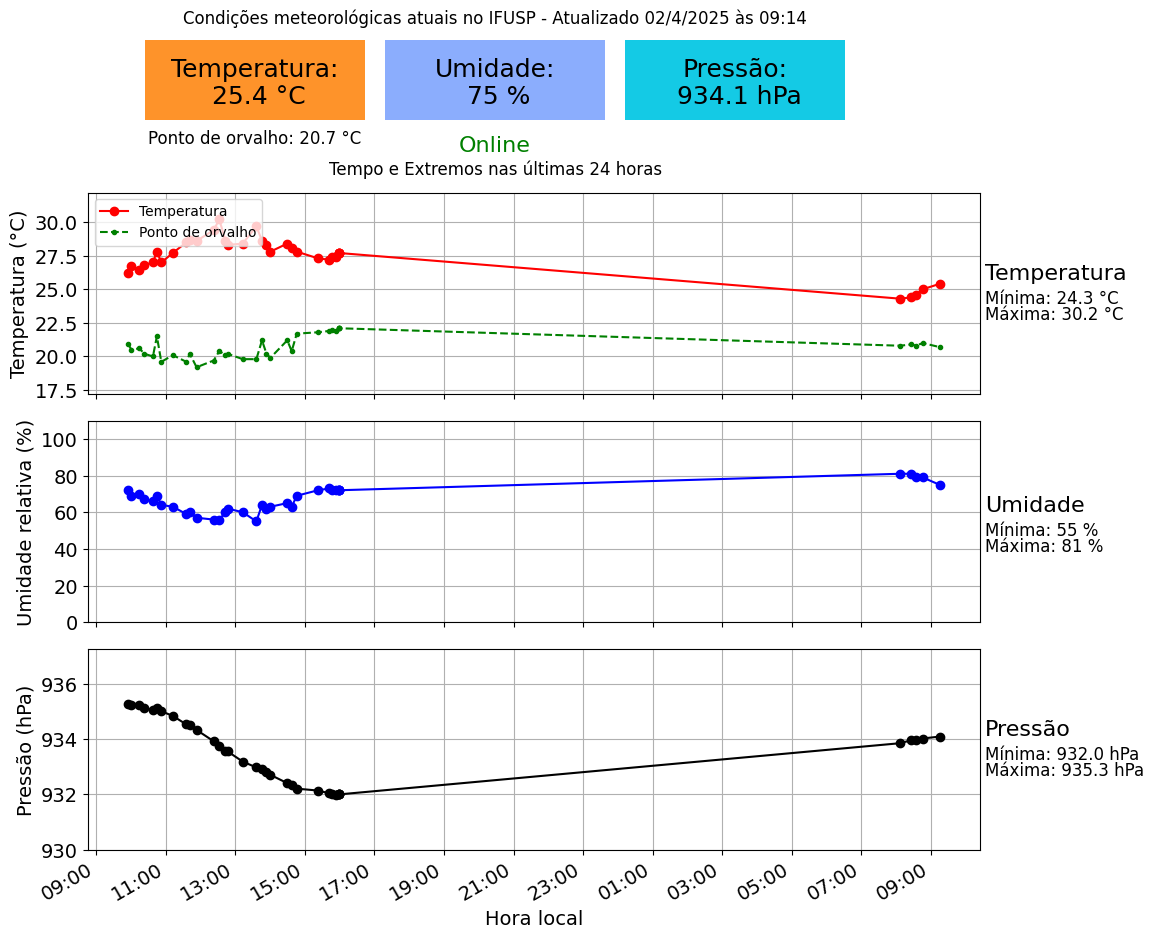 Condições meteorológicas atuais no IFUSP - Atualizado 02/4/2025 às 09:14
Temperatura:
25.4 °C
Umidade:
75 %
Pressão:
934.1 hPa
Ponto de orvalho: 20.7 °C
Online
Tempo e Extremos nas últimas 24 horas
Temperatura (°C)
30.0
27.5
25.0
22.5
20.0
17.5
Temperatura
Ponto de orvalho
Temperatura
Mínima: 24.3 °C
Máxima: 30.2 °C
Umidade relativa (%)
100
80
60
40
20
0
Umidade
Mínima: 55 %
Máxima: 81 %
Pressão (hPa)
936
934
932
930
Pressão
Mínima: 932.0 hPa
Máxima: 935.3 hPa
09:00 11:00 13:00 15:00 17:00 19:00 21:00 23:00 01:00 03:00 05:00 07:00 09:00
Hora local